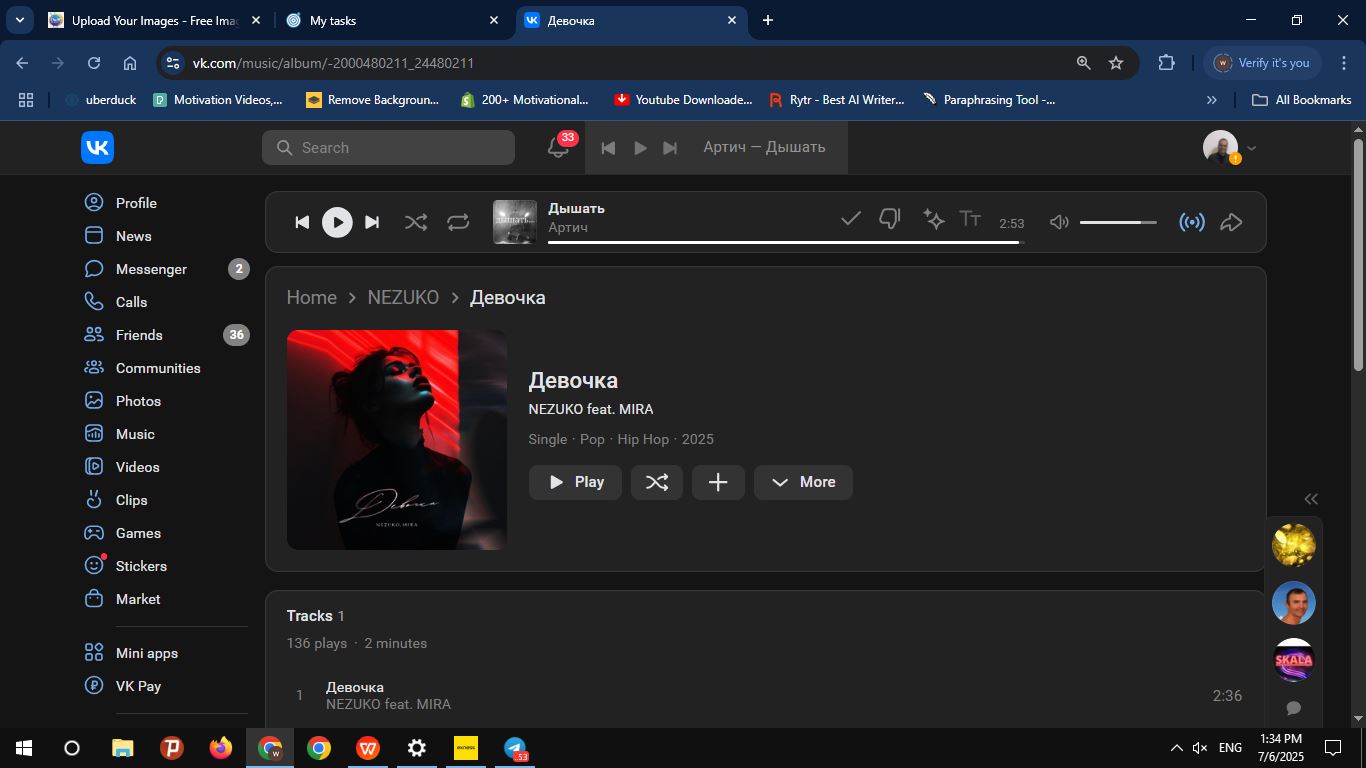 Upload Your Images - Free Ima
My tasks
Девочка
vk.com/music/album/-2000480211_24480211
Verify it's you
uberduck
Motivation Videos,...
Remove Backgroun...
200+ Motivational...
Youtube Downloade...
Rytr - Best AI Writer...
Paraphrasing Tool -...
All Bookmarks
Search
33
Артич — Дышать
Profile
News
Messenger 2
Calls
Friends 36
Communities
Photos
Music
Videos
Clips
Games
Stickers
Market
Mini apps
VK Pay
Дышать
Артич
2:53
Home > NEZUKO > Девочка
Девочка
NEZUKO, MIRA
Девочка
NEZUKO feat. MIRA
Single · Pop · Hip Hop · 2025
Play
More
Tracks 1
136 plays · 2 minutes
1
Девочка
NEZUKO feat. MIRA
2:36
SKALA
exness
53
ENG
1:34 PM
7/6/2025